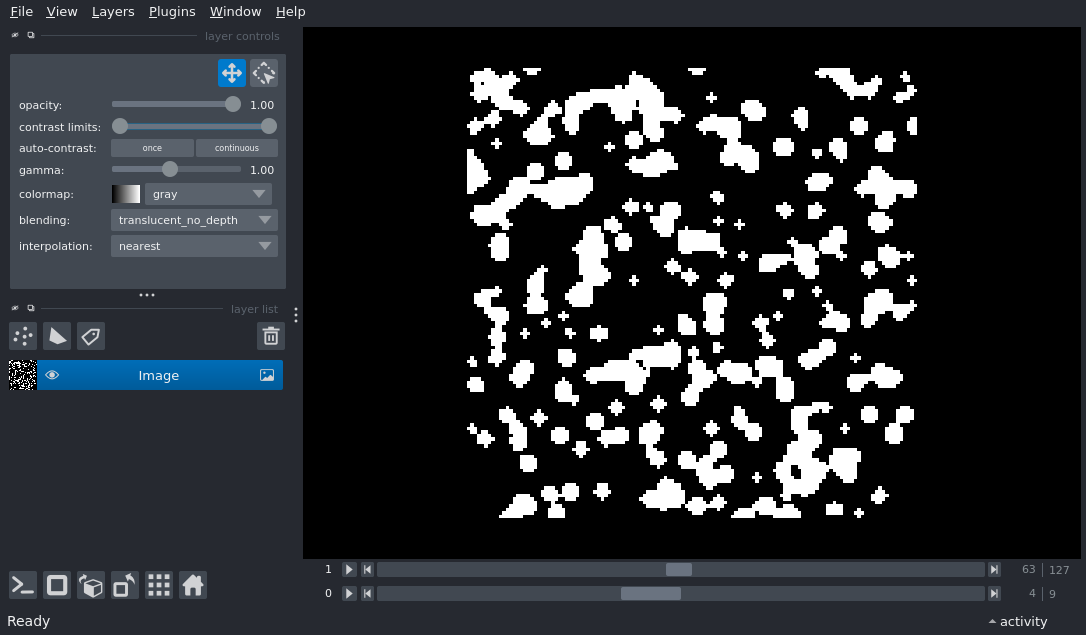 File View Layers Plugins Window Help
layer controls
opacity: 1.00
contrast limits:
auto-contrast: once continuous
gamma: 1.00
colormap: gray
blending: translucent_no_depth
interpolation: nearest
layer list
Image
1 63 127
0 4 9
Ready activity